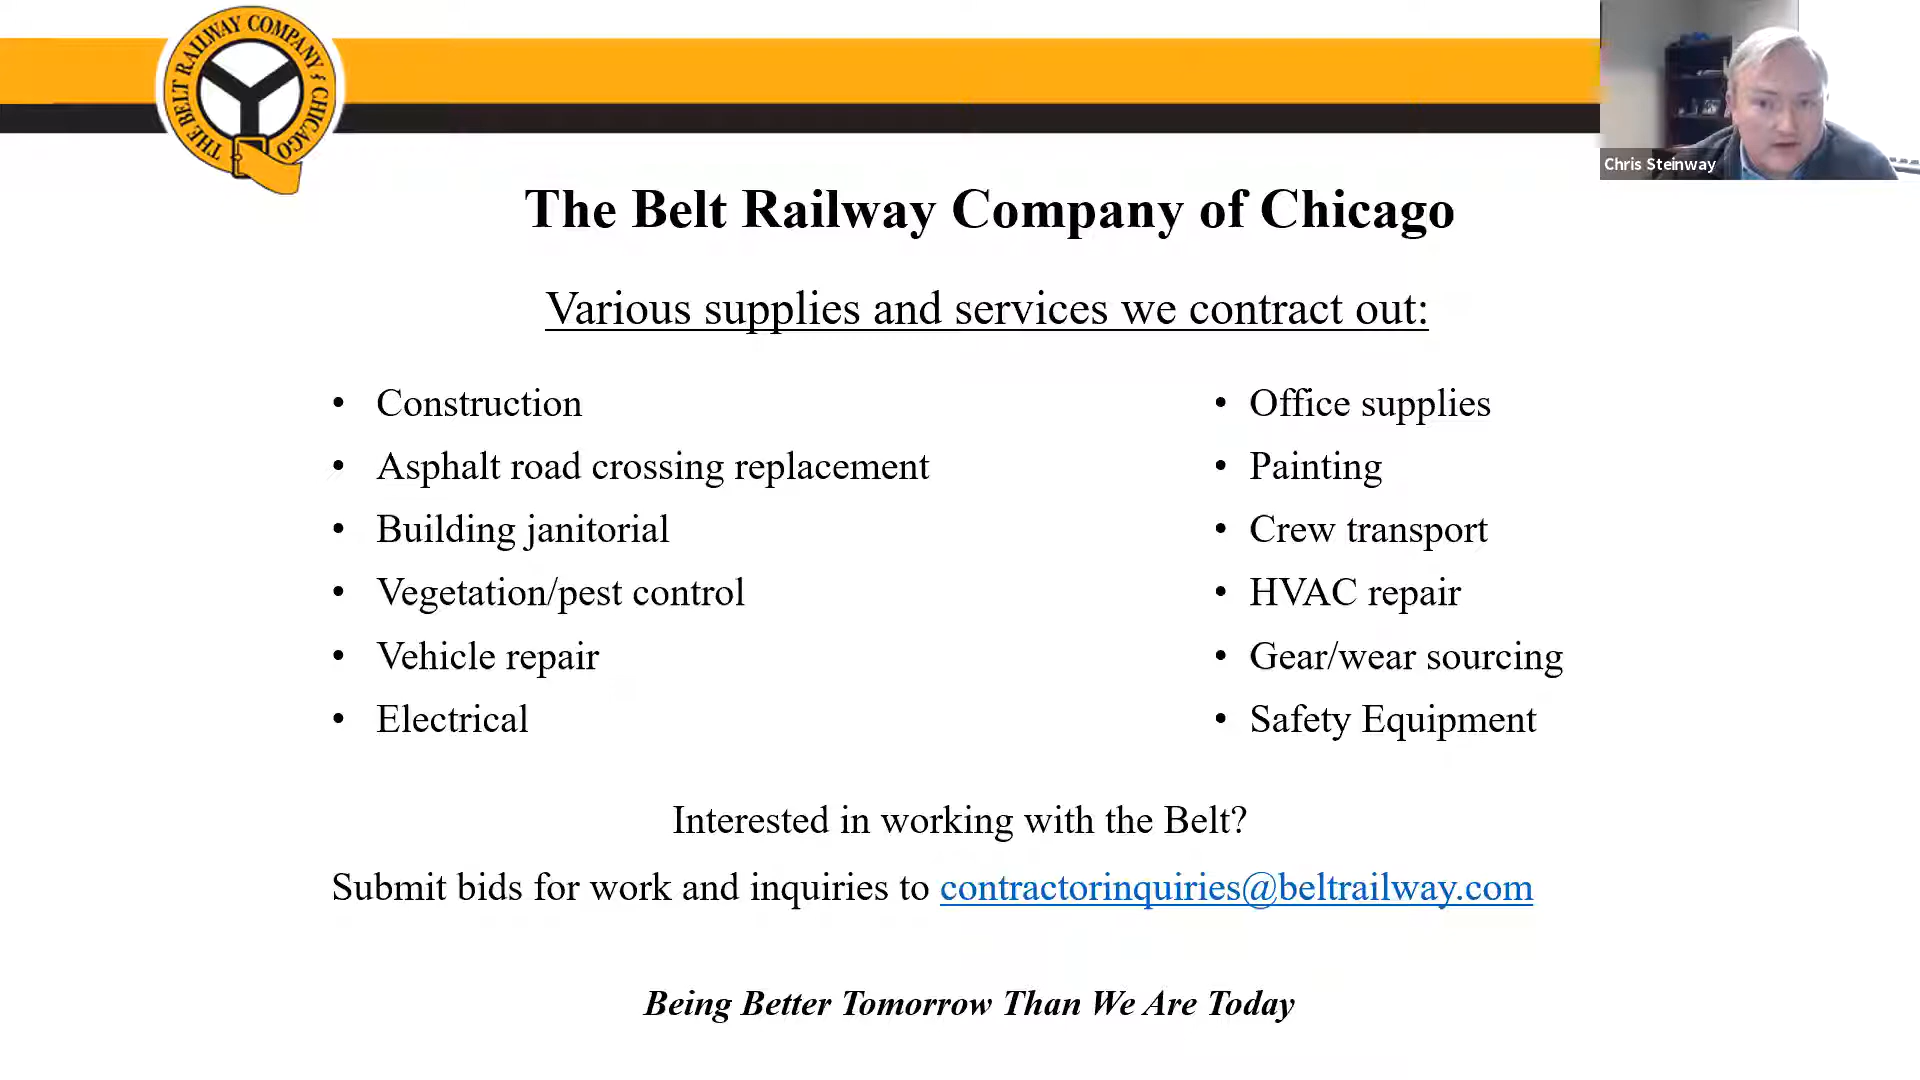 THE BELT RAILWAY COMPANY of CHICAGO
Chris Steinway
The Belt Railway Company of Chicago
Various supplies and services we contract out:
• Construction
• Asphalt road crossing replacement
• Building janitorial
• Vegetation/pest control
• Vehicle repair
• Electrical
• Office supplies
• Painting
• Crew transport
• HVAC repair
• Gear/wear sourcing
• Safety Equipment
Interested in working with the Belt?
Submit bids for work and inquiries to contractorinquiries@beltrailway.com
Being Better Tomorrow Than We Are Today